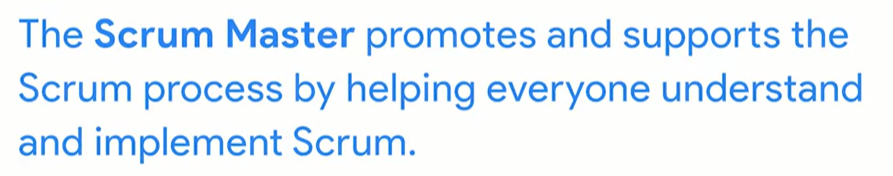 The Scrum Master promotes and supports the
Scrum process by helping everyone understand
and implement Scrum.